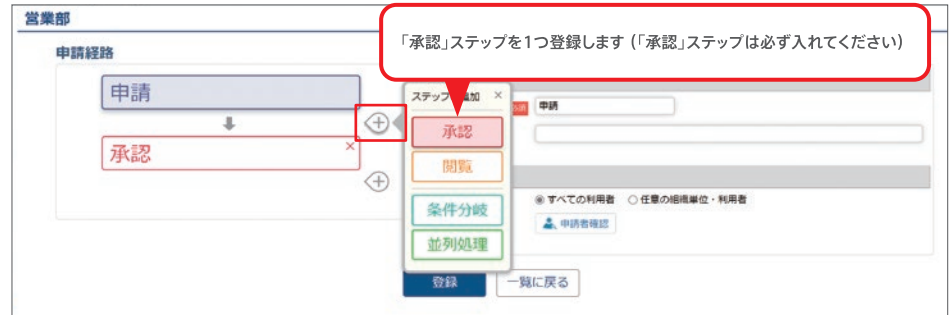 営業部
「承認」ステップを1つ登録します (「承認」ステップは必ず入れてください)
申請経路
申請
承認
×
ステップ
加 ×
承認
閲覧
条件分岐
並列処理
申請
すべての利用者 任意の組織単位・利用者
申請者確認
登録
一覧に戻る